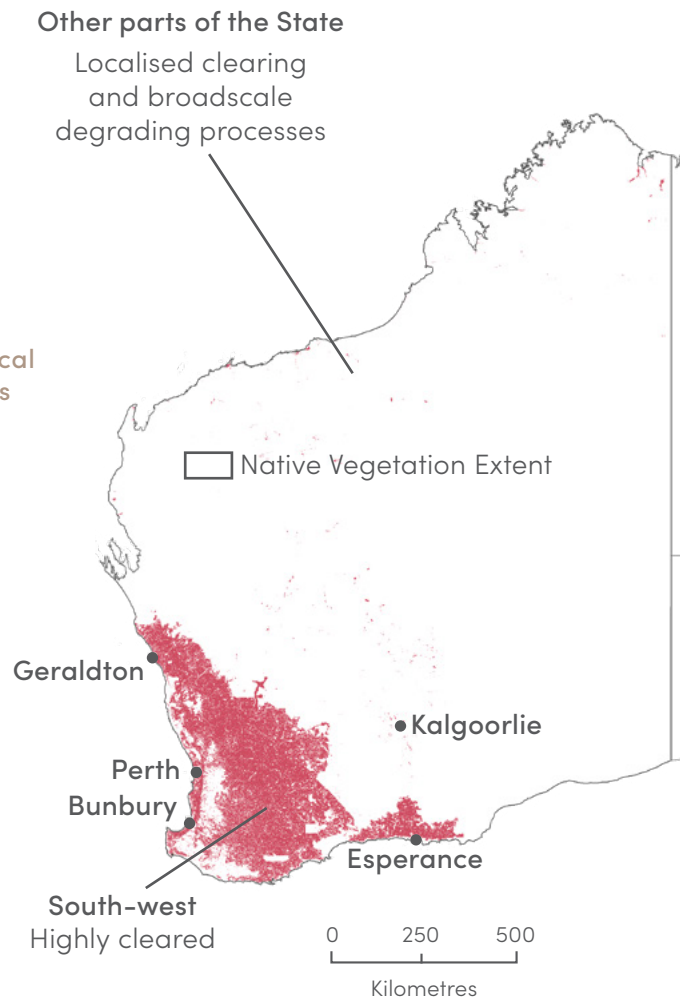 Other parts of the State
Localised clearing
and broadscale
degrading processes
cal
s
Native Vegetation Extent
Geraldton
Kalgoorlie
Perth
Bunbury
Esperance
South-west
Highly cleared
0 250 500
Kilometres